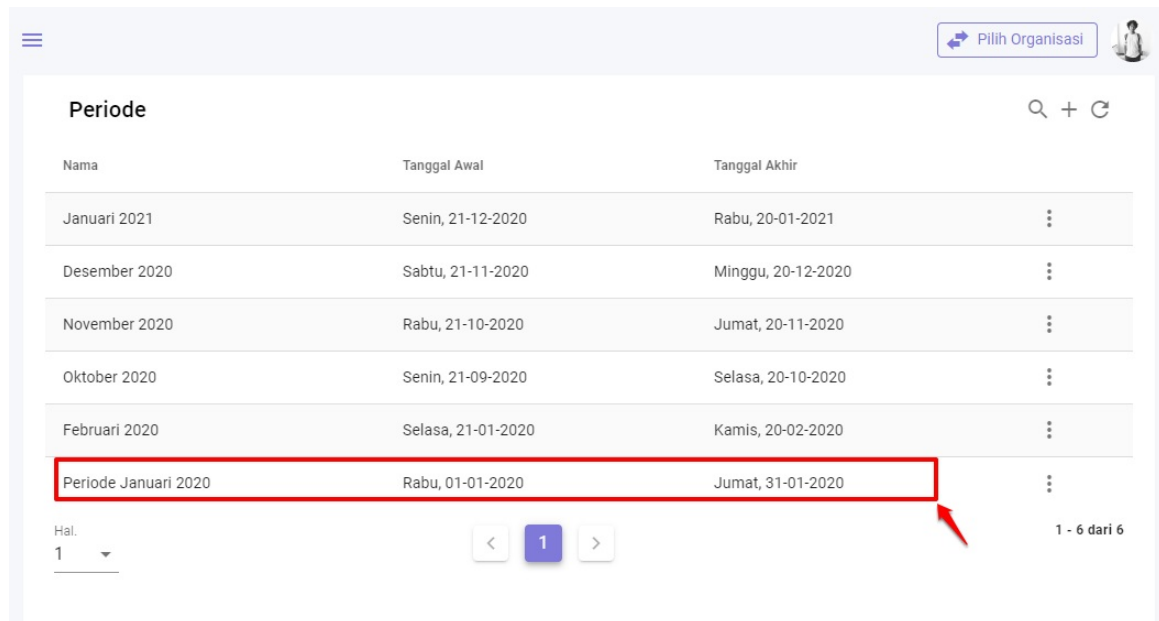 Pilih Organisasi
Periode
Nama Tanggal Awal Tanggal Akhir
Januari 2021 Senin, 21-12-2020 Rabu, 20-01-2021
Desember 2020 Sabtu, 21-11-2020 Minggu, 20-12-2020
November 2020 Rabu, 21-10-2020 Jumat, 20-11-2020
Oktober 2020 Senin, 21-09-2020 Selasa, 20-10-2020
Februari 2020 Selasa, 21-01-2020 Kamis, 20-02-2020
Periode Januari 2020 Rabu, 01-01-2020 Jumat, 31-01-2020
Hal.
1 1 1 - 6 dari 6